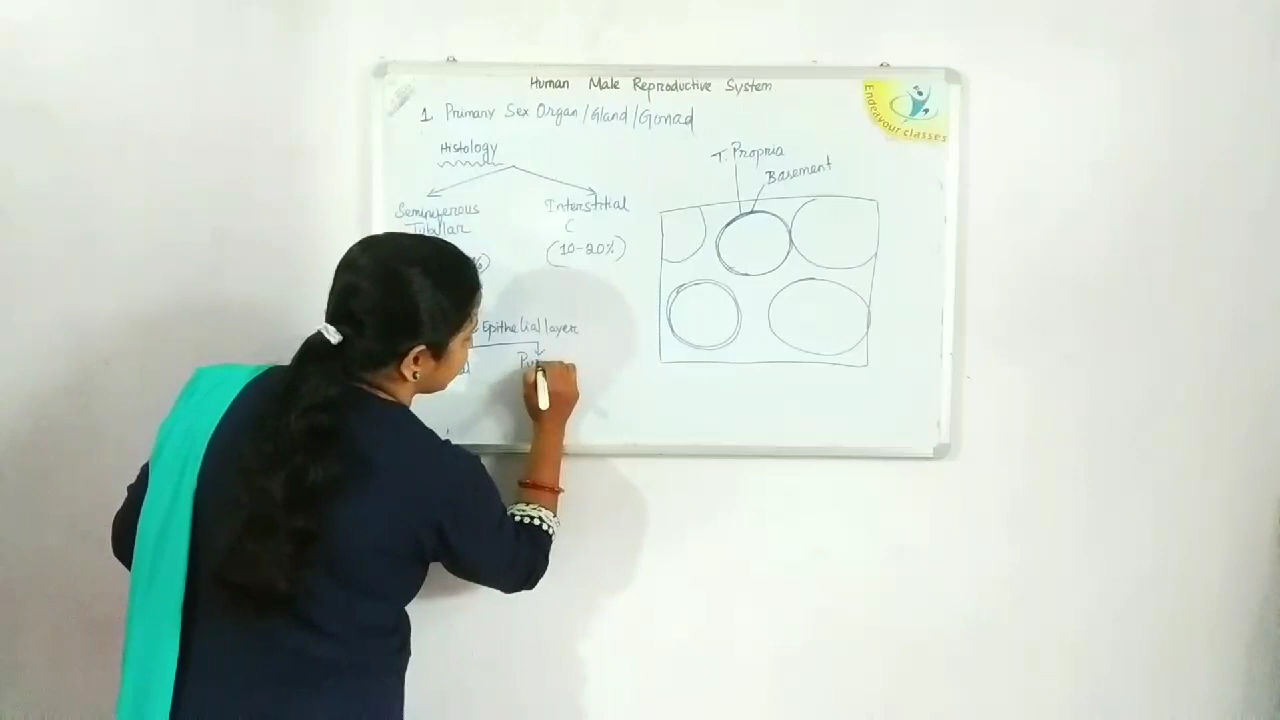 Human Male Reproductive System
1. Primary Sex Organ/Gland/Gonad
Endeavour classes
Histology
T. Propria
Basement
Seminiferous
Tubular
Interstitial
C
(10-20%)
%)
Epithelial layer